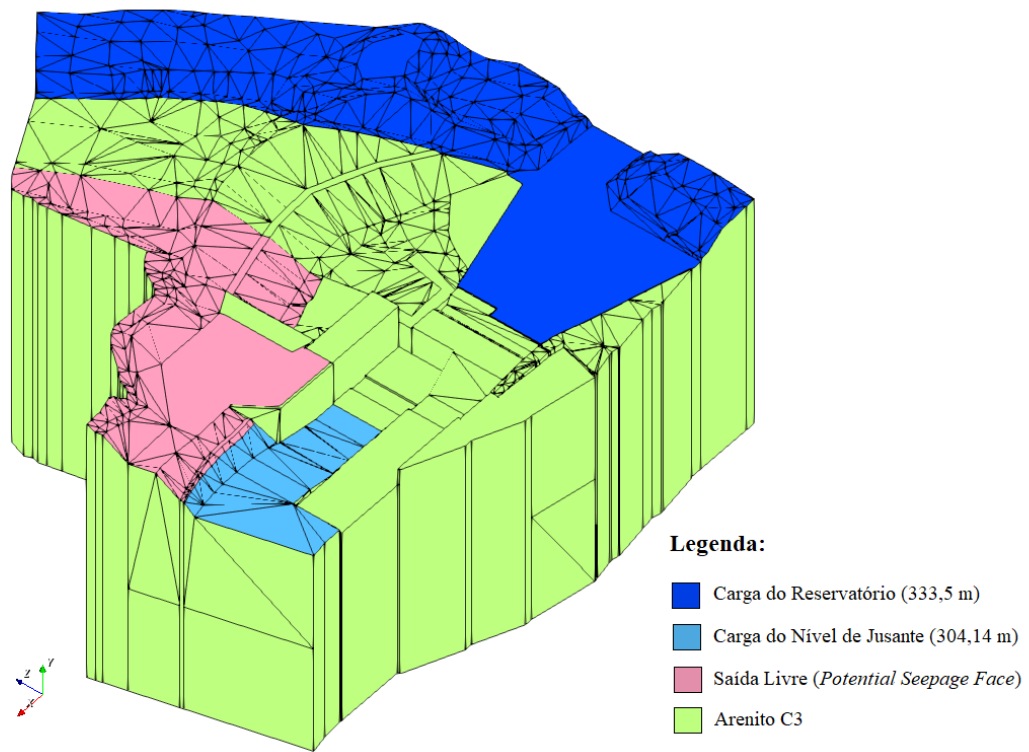 Legenda:
Carga do Reservatório (333,5 m)
Carga do Nível de Jusante (304,14 m)
Saída Livre (Potential Seepage Face)
Arenito C3
Y
Z
X